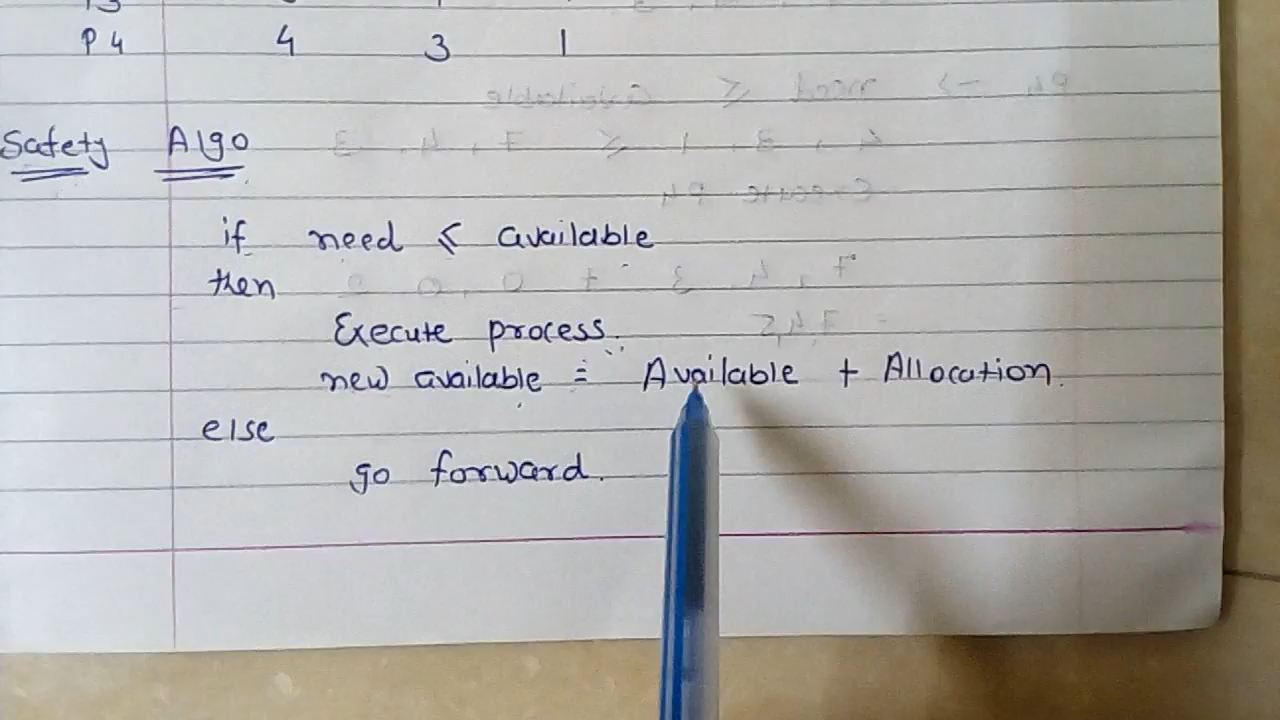 P4 4 3 1
Safety Algo
if need ≤ available
then
Execute process.
new available = Available + Allocation.
else
go forward.